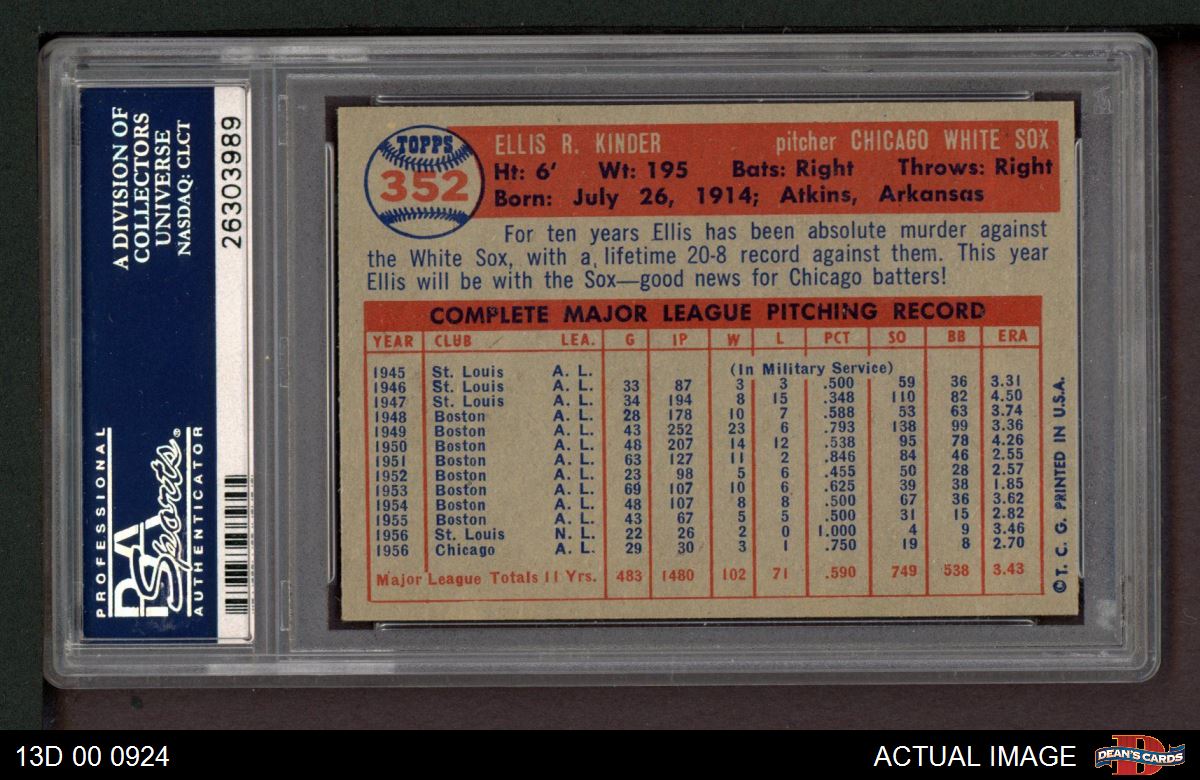 A DIVISION OF
COLLECTORS
UNIVERSE
NASDAQ: CLCT
PROFESSIONAL
PSA
Sports®
AUTHENTICATOR
26303989
TOPPS
352
ELLIS R. KINDER pitcher CHICAGO WHITE SOX
Ht: 6' Wt: 195 Bats: Right Throws: Right
Born: July 26, 1914; Atkins, Arkansas
For ten years Ellis has been absolute murder against
the White Sox, with a lifetime 20-8 record against them. This year
Ellis will be with the Sox—good news for Chicago batters!
COMPLETE MAJOR LEAGUE PITCHING RECORD
YEAR CLUB LEA. G IP W L PCT SO BB ERA
1945 St. Louis A. L. (In Military Service)
1946 St. Louis A. L. 33 87 3 3 .500 59 36 3.31
1947 St. Louis A. L. 34 194 8 15 .348 110 82 4.50
1948 Boston A. L. 28 178 10 7 .588 53 63 3.74
1949 Boston A. L. 43 252 23 6 .793 138 99 3.36
1950 Boston A. L. 48 207 14 12 .538 95 78 4.26
1951 Boston A. L. 63 127 11 2 .846 84 46 2.55
1952 Boston A. L. 23 98 5 6 .455 50 28 2.57
1953 Boston A. L. 69 107 10 6 .625 39 38 1.85
1954 Boston A. L. 48 107 8 8 .500 67 36 3.62
1955 Boston A. L. 43 67 5 5 .500 31 15 2.82
1956 St. Louis N. L. 22 26 2 0 1.000 4 9 3.46
1956 Chicago A. L. 29 30 3 1 .750 19 8 2.70
Major League Totals 11 Yrs. 483 1480 102 71 .590 749 538 3.43
©T. C. G. PRINTED IN U.S.A.
13D 00 0924
ACTUAL IMAGE
DEAN'S CARDS